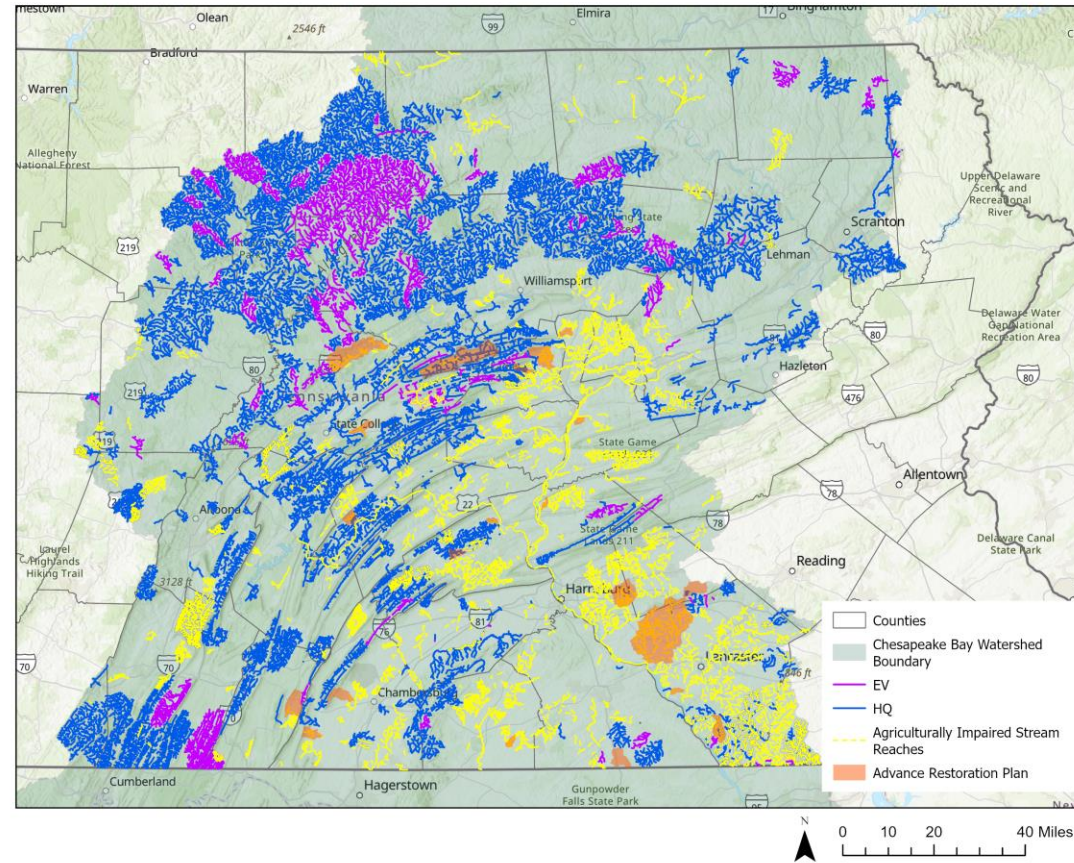 Jamestown
Olean
2546 ft
Elmira
99
17
Binghamton
Bradford
Warren
Allegheny
National Forest
219
Upper Delaware
Scenic and
Recreational
River
Scranton
Lehman
Williamsport
Delaware Water
Gap National
Recreation Area
80
80
80
81
Hazleton
476
219
Pennsylvania
State College
State Game
Allentown
22
78
78
Altoona
State Game
Lands 211
Delaware Canal
State Park
Laurel
Highlands
Hiking Trail
3128 ft
Reading
Harrisburg
81
76
70
70
Lancaster
Chambersburg
Cumberland
Hagerstown
Gunpowder
Falls State Park
95
Counties
Chesapeake Bay Watershed
Boundary
EV
HQ
Agriculturally Impaired Stream
Reaches
Advance Restoration Plan
N
0 10 20 40 Miles